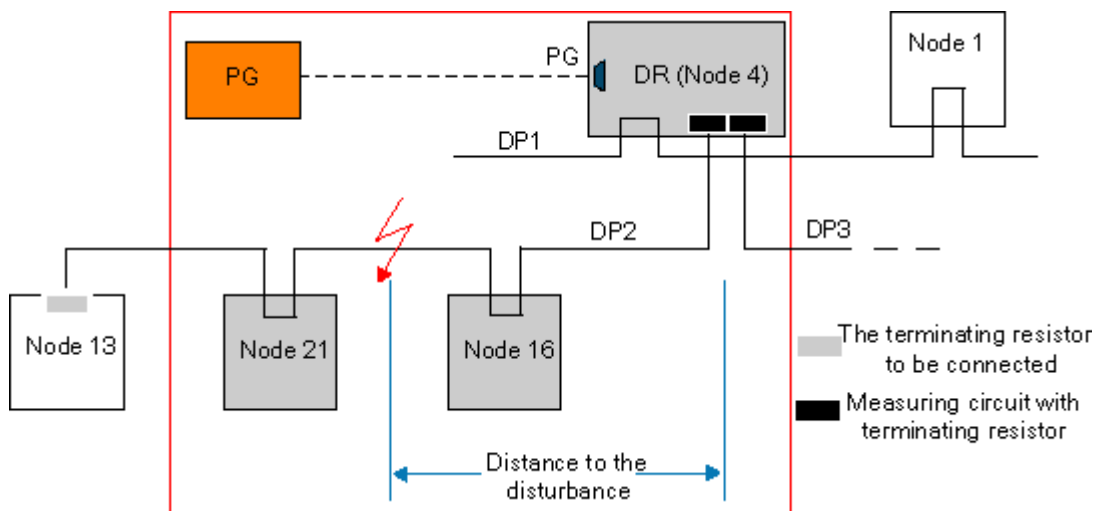 Node 1
PG
PG
DR (Node 4)
DP1
DP2
DP3
Node 13
Node 21
Node 16
The terminating resistor
to be connected
Measuring circuit with
terminating resistor
Distance to the
disturbance